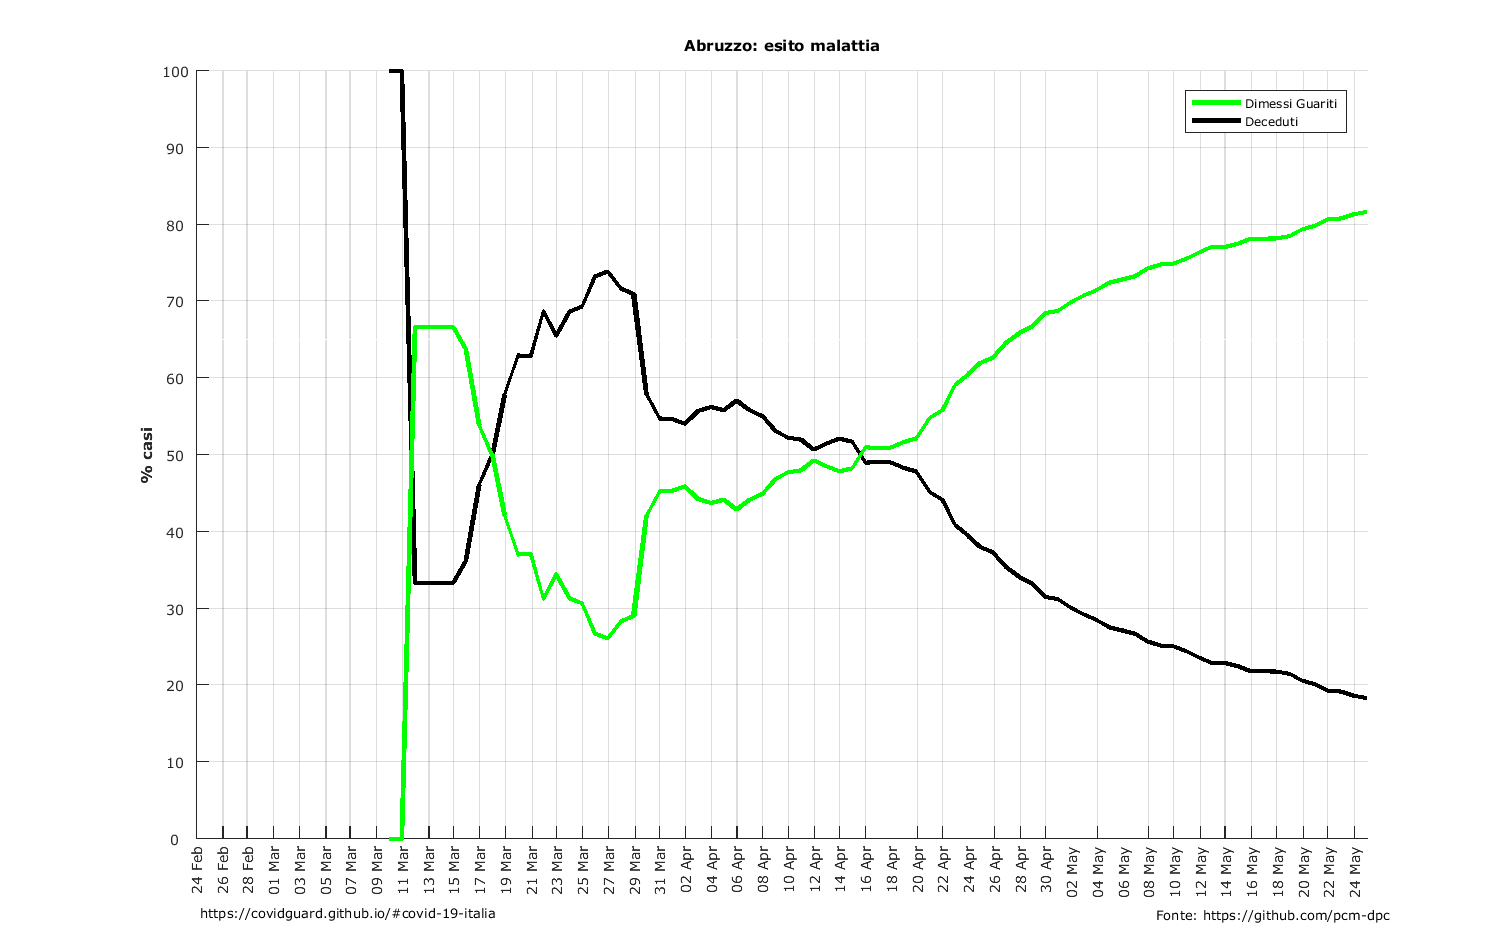 Abruzzo: esito malattia
100
90
80
70
60
50
40
30
20
10
0
% casi
Dimessi Guariti
Deceduti
24 Feb
26 Feb
28 Feb
01 Mar
03 Mar
05 Mar
07 Mar
09 Mar
11 Mar
13 Mar
15 Mar
17 Mar
19 Mar
21 Mar
23 Mar
25 Mar
27 Mar
29 Mar
31 Mar
02 Apr
04 Apr
06 Apr
08 Apr
10 Apr
12 Apr
14 Apr
16 Apr
18 Apr
20 Apr
22 Apr
24 Apr
26 Apr
28 Apr
30 Apr
02 May
04 May
06 May
08 May
10 May
12 May
14 May
16 May
18 May
20 May
22 May
24 May
https://covidguard.github.io/#covid-19-italia
Fonte: https://github.com/pcm-dpc